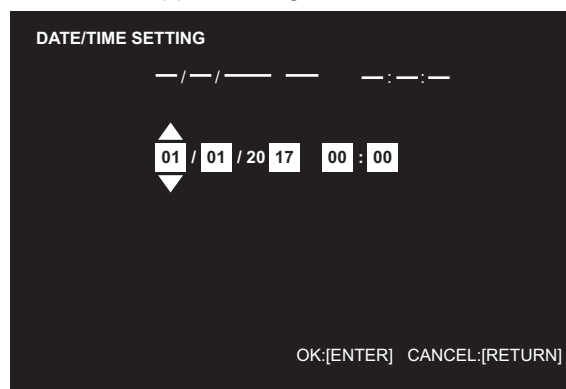 DATE/TIME SETTING
—/—/—— — —:—:—
01 / 01 / 20 17 00 : 00
OK:[ENTER] CANCEL:[RETURN]